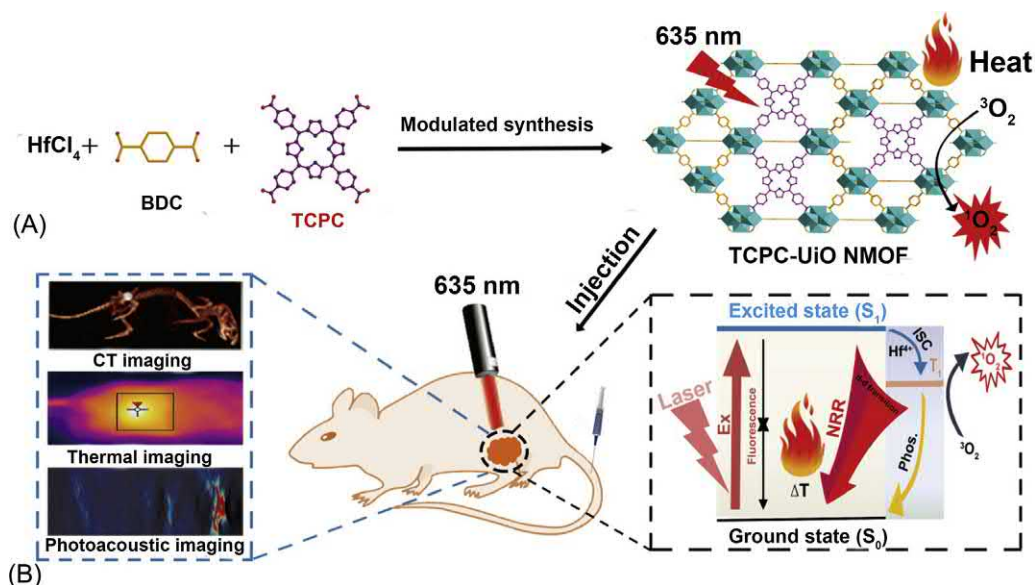 635 nm
Heat
³O₂
HfCl₄+
+
Modulated synthesis
BDC
TCPC
¹O₂
(A)
TCPC-UiO NMOF
Injection
635 nm
CT imaging
Thermal imaging
Photoacoustic imaging
Excited state (S₁)
ISC
Hf⁴⁺
T₁
¹O₂
Laser
Ex
Fluorescence
NRR
d-d transition
Phos.
³O₂
ΔT
Ground state (S₀)
(B)